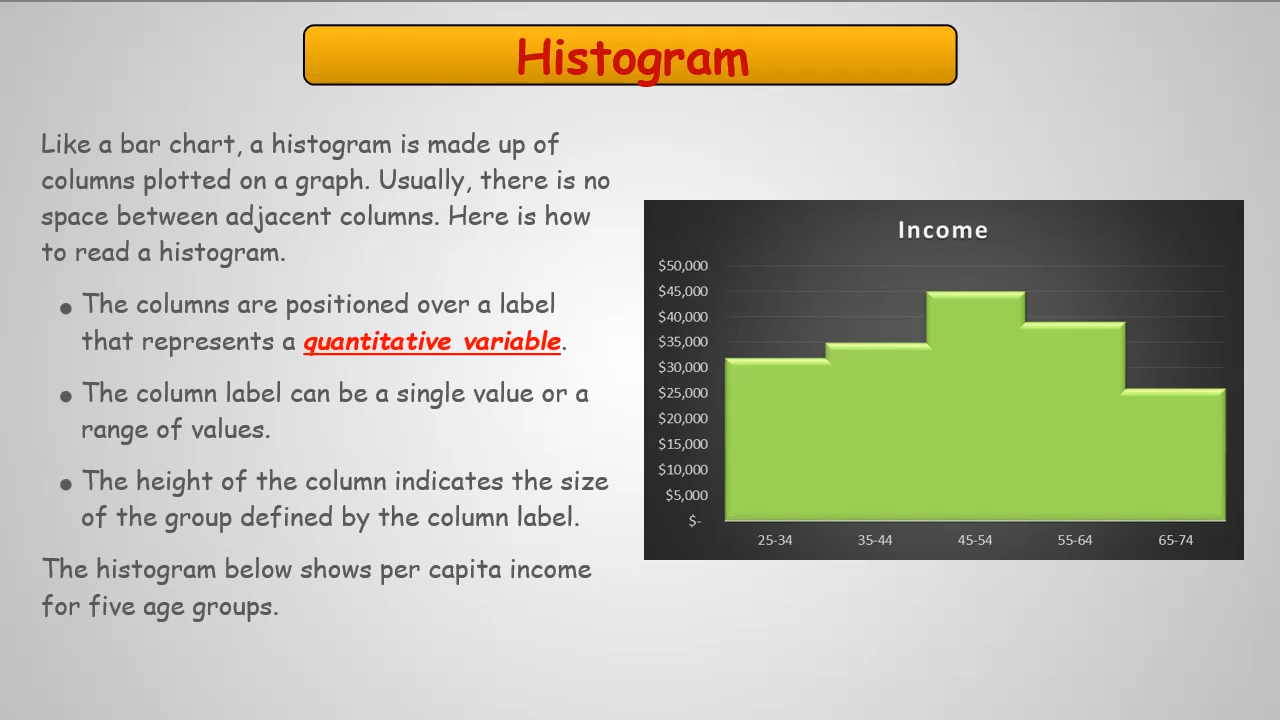 Histogram
Like a bar chart, a histogram is made up of
columns plotted on a graph. Usually, there is no
space between adjacent columns. Here is how
to read a histogram.
• The columns are positioned over a label
that represents a quantitative variable.
• The column label can be a single value or a
range of values.
• The height of the column indicates the size
of the group defined by the column label.
The histogram below shows per capita income
for five age groups.
Income
$50,000
$45,000
$40,000
$35,000
$30,000
$25,000
$20,000
$15,000
$10,000
$5,000
$-
25-34 35-44 45-54 55-64 65-74